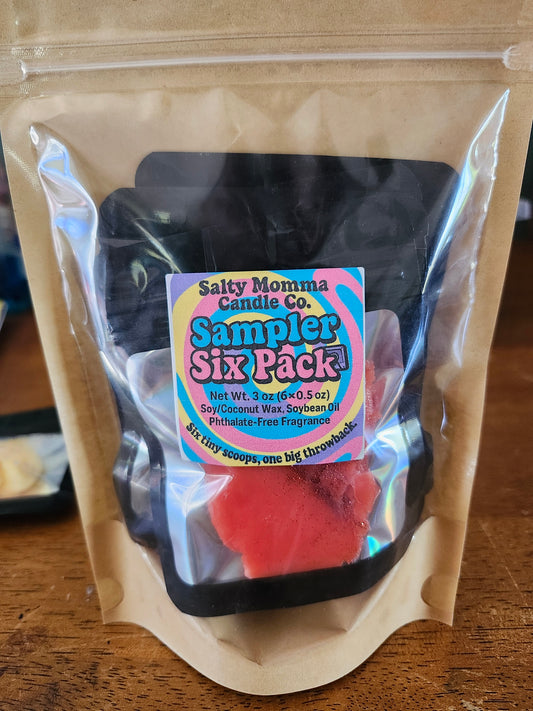 Salty Momma
Candle Co.
Sampler
Six Pack
Net Wt. 3 oz (6×0.5 oz)
Soy/Coconut Wax, Soybean Oil
Phthalate-Free Fragrance
Six tiny scoops, one big throwback.